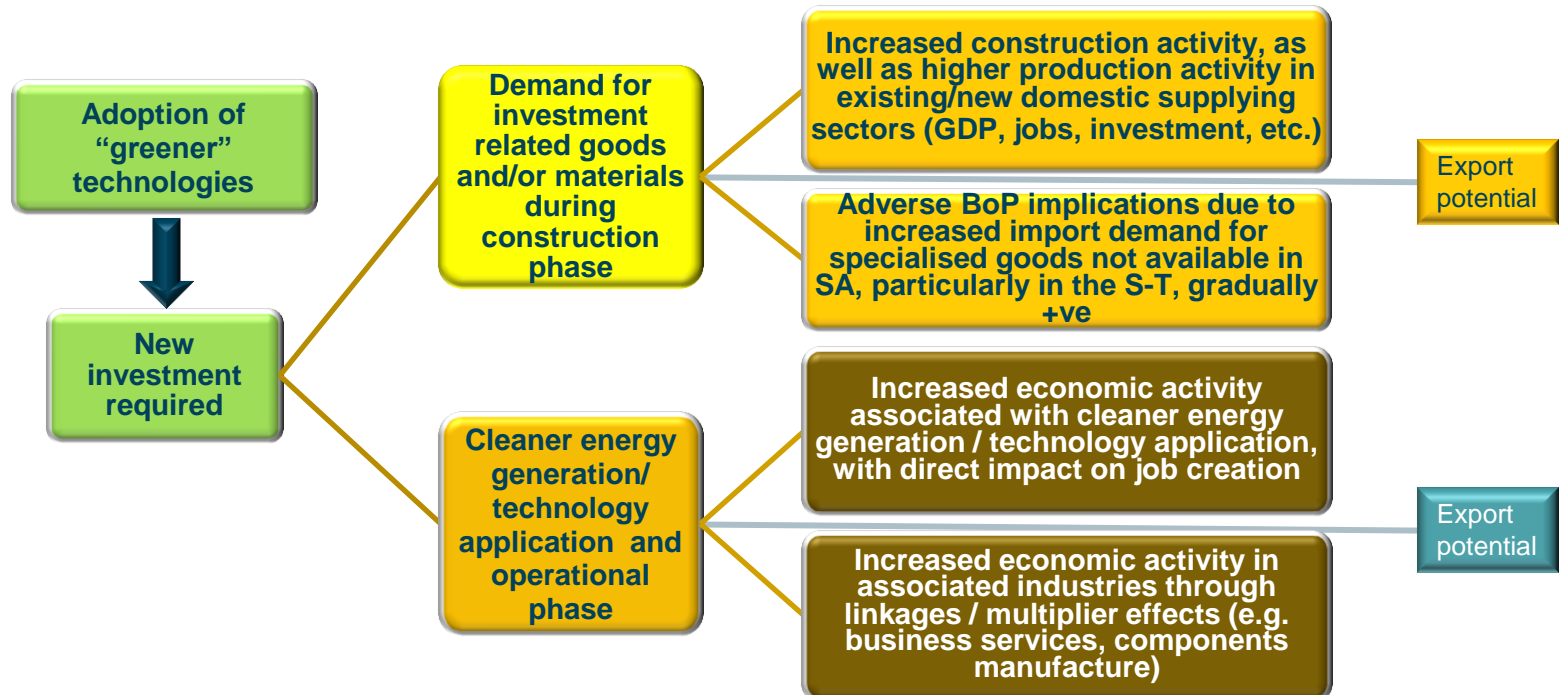 Adoption of
“greener”
technologies
New
investment
required
Demand for
investment
related goods
and/or materials
during
construction
phase
Cleaner energy
generation/
technology
application and
operational
phase
Increased construction activity, as
well as higher production activity in
existing/new domestic supplying
sectors (GDP, jobs, investment, etc.)
Export
potential
Adverse BoP implications due to
increased import demand for
specialised goods not available in
SA, particularly in the S-T, gradually
+ve
Increased economic activity
associated with cleaner energy
generation / technology application,
with direct impact on job creation
Export
potential
Increased economic activity in
associated industries through
linkages / multiplier effects (e.g.
business services, components
manufacture)